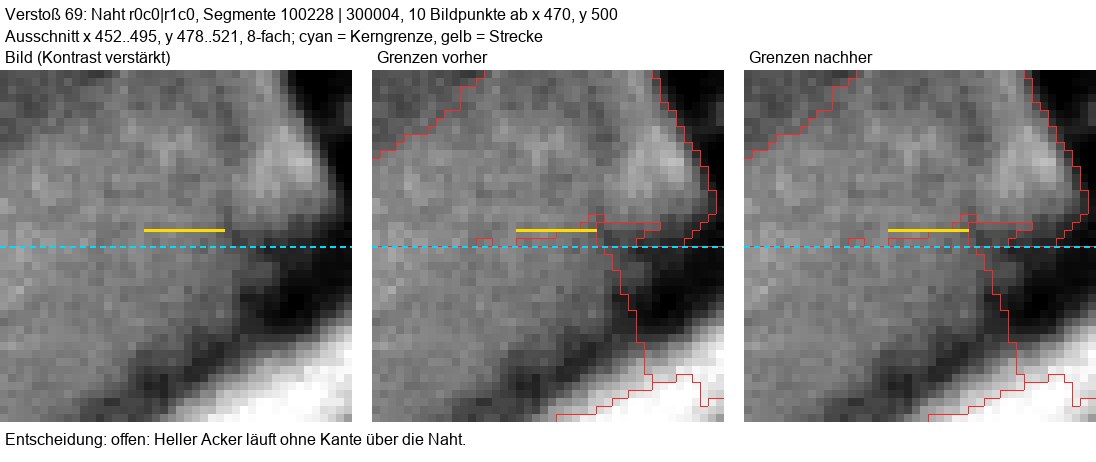 Verstoß 69: Naht r0c0|r1c0, Segmente 100228 | 300004, 10 Bildpunkte ab x 470, y 500
Ausschnitt x 452..495, y 478..521, 8-fach; cyan = Kerngrenze, gelb = Strecke
Bild (Kontrast verstärkt) Grenzen vorher Grenzen nachher
Entscheidung: offen: Heller Acker läuft ohne Kante über die Naht.